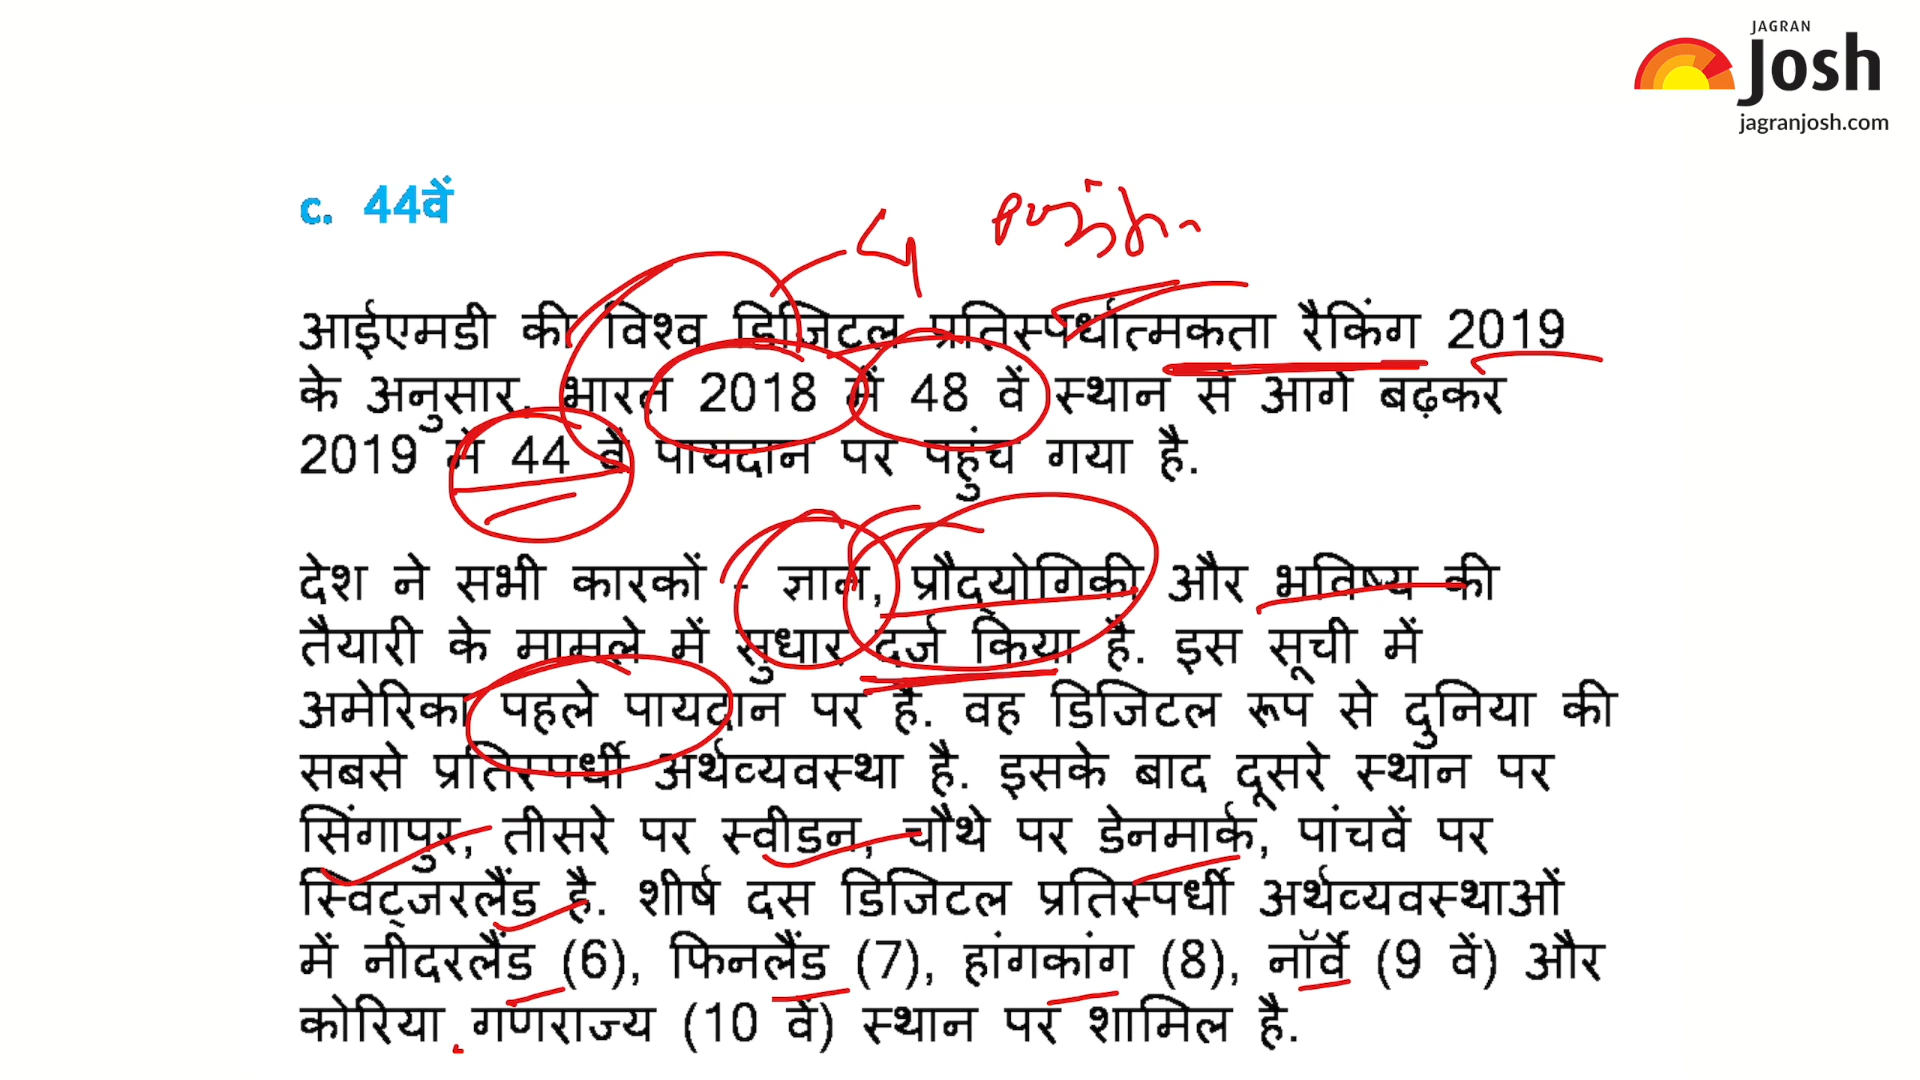 JAGRAN
Josh
jagranjosh.com
c. 44वें
4 position
आईएमडी की विश्व डिजिटल प्रतिस्पर्धात्मकता रैकिंग 2019
के अनुसार, भारत 2018 में 48 वें स्थान से आगे बढ़कर
2019 में 44 वें पायदान पर पहुंच गया है.
देश ने सभी कारकों - ज्ञान, प्रौद्योगिकी और भविष्य की
तैयारी के मामले में सुधार दर्ज किया है. इस सूची में
अमेरिका पहले पायदान पर है. वह डिजिटल रूप से दुनिया की
सबसे प्रतिस्पर्धी अर्थव्यवस्था है. इसके बाद दूसरे स्थान पर
सिंगापुर, तीसरे पर स्वीडन, चौथे पर डेनमार्क, पांचवें पर
स्विट्जरलैंड है. शीर्ष दस डिजिटल प्रतिस्पर्धी अर्थव्यवस्थाओं
में नीदरलैंड (6), फिनलैंड (7), हांगकांग (8), नॉर्वे (9 वें) और
कोरिया गणराज्य (10 वें) स्थान पर शामिल है.